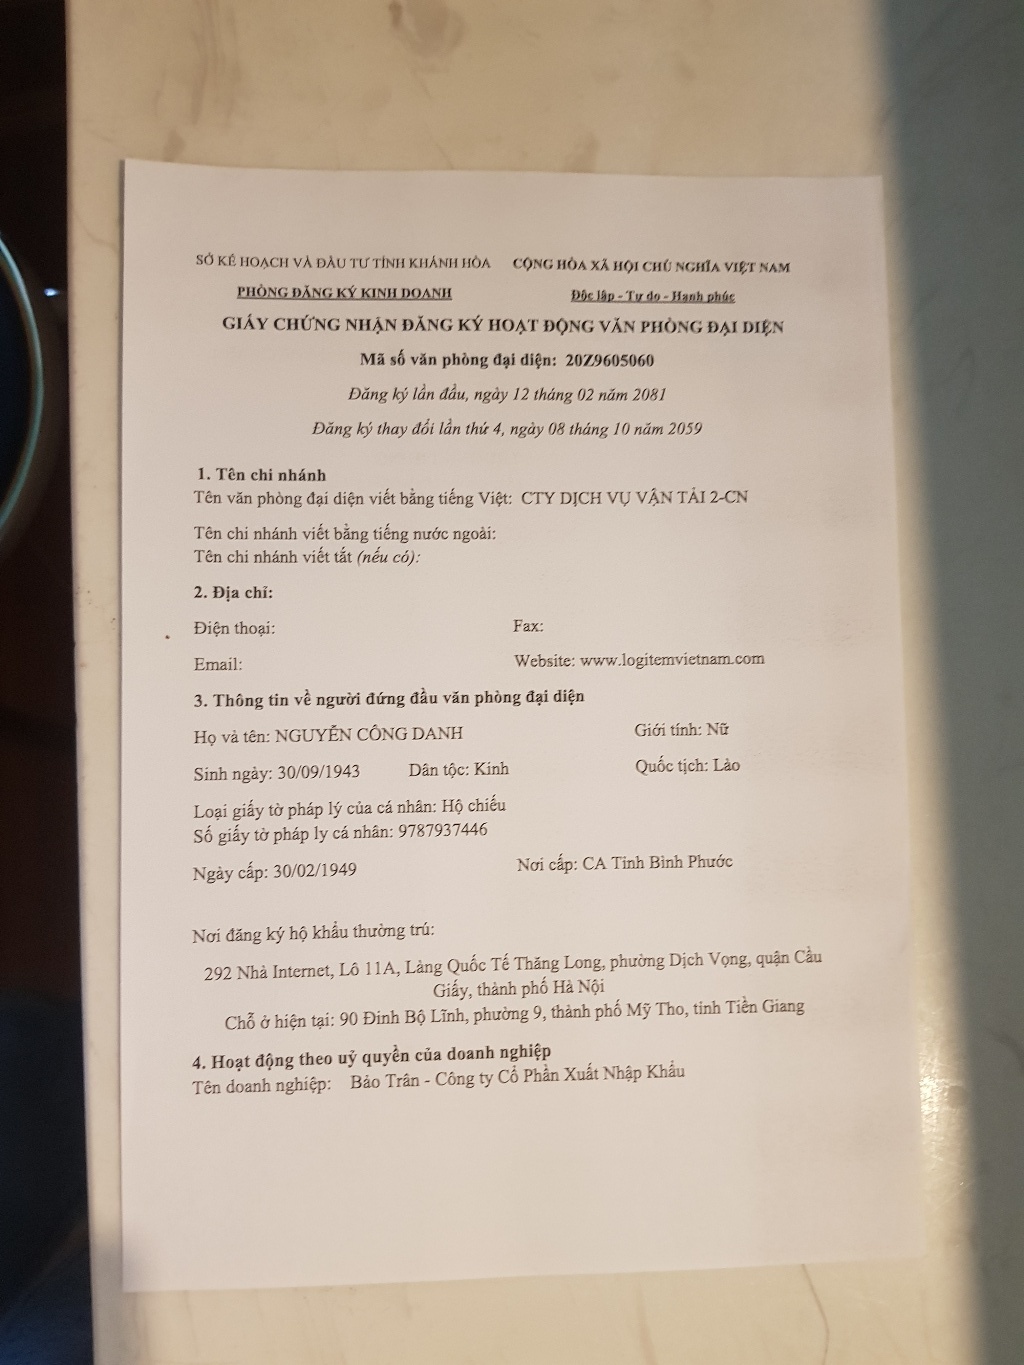 SỞ KẾ HOẠCH VÀ ĐẦU TƯ TỈNH KHÁNH HÒA CỘNG HÒA XÃ HỘI CHỦ NGHĨA VIỆT NAM
PHÒNG ĐĂNG KÝ KINH DOANH Độc lập - Tự do - Hạnh phúc
GIẤY CHỨNG NHẬN ĐĂNG KÝ HOẠT ĐỘNG VĂN PHÒNG ĐẠI DIỆN
Mã số văn phòng đại diện: 20Z9605060
Đăng ký lần đầu, ngày 12 tháng 02 năm 2081
Đăng ký thay đổi lần thứ 4, ngày 08 tháng 10 năm 2059
1. Tên chi nhánh
Tên văn phòng đại diện viết bằng tiếng Việt: CTY DỊCH VỤ VẬN TẢI 2-CN
Tên chi nhánh viết bằng tiếng nước ngoài:
Tên chi nhánh viết tắt (nếu có):
2. Địa chỉ:
Điện thoại: Fax:
Email: Website: www.logitemvietnam.com
3. Thông tin về người đứng đầu văn phòng đại diện
Họ và tên: NGUYỄN CÔNG DANH Giới tính: Nữ
Sinh ngày: 30/09/1943 Dân tộc: Kinh Quốc tịch: Lào
Loại giấy tờ pháp lý của cá nhân: Hộ chiếu
Số giấy tờ pháp ly cá nhân: 9787937446
Ngày cấp: 30/02/1949 Nơi cấp: CA Tỉnh Bình Phước
Nơi đăng ký hộ khẩu thường trú:
292 Nhà Internet, Lô 11A, Làng Quốc Tế Thăng Long, phường Dịch Vọng, quận Cầu
Giấy, thành phố Hà Nội
Chỗ ở hiện tại: 90 Đinh Bộ Lĩnh, phường 9, thành phố Mỹ Tho, tỉnh Tiền Giang
4. Hoạt động theo uỷ quyền của doanh nghiệp
Tên doanh nghiệp: Bảo Trân - Công ty Cổ Phần Xuất Nhập Khẩu